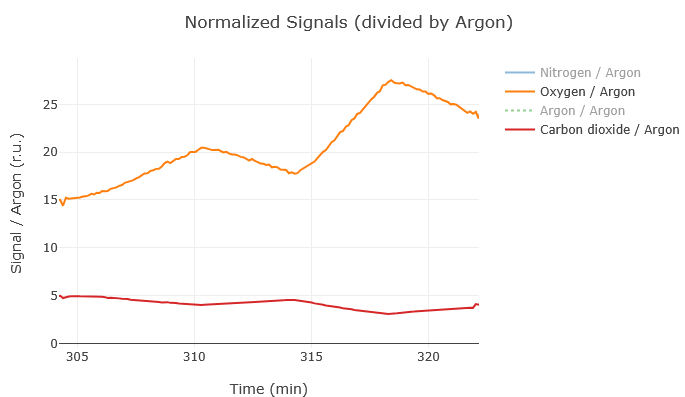 Normalized Signals (divided by Argon)
Nitrogen / Argon
Oxygen / Argon
Argon / Argon
Carbon dioxide / Argon
Signal / Argon (r.u.)
25
20
15
10
5
0
305 310 315 320
Time (min)